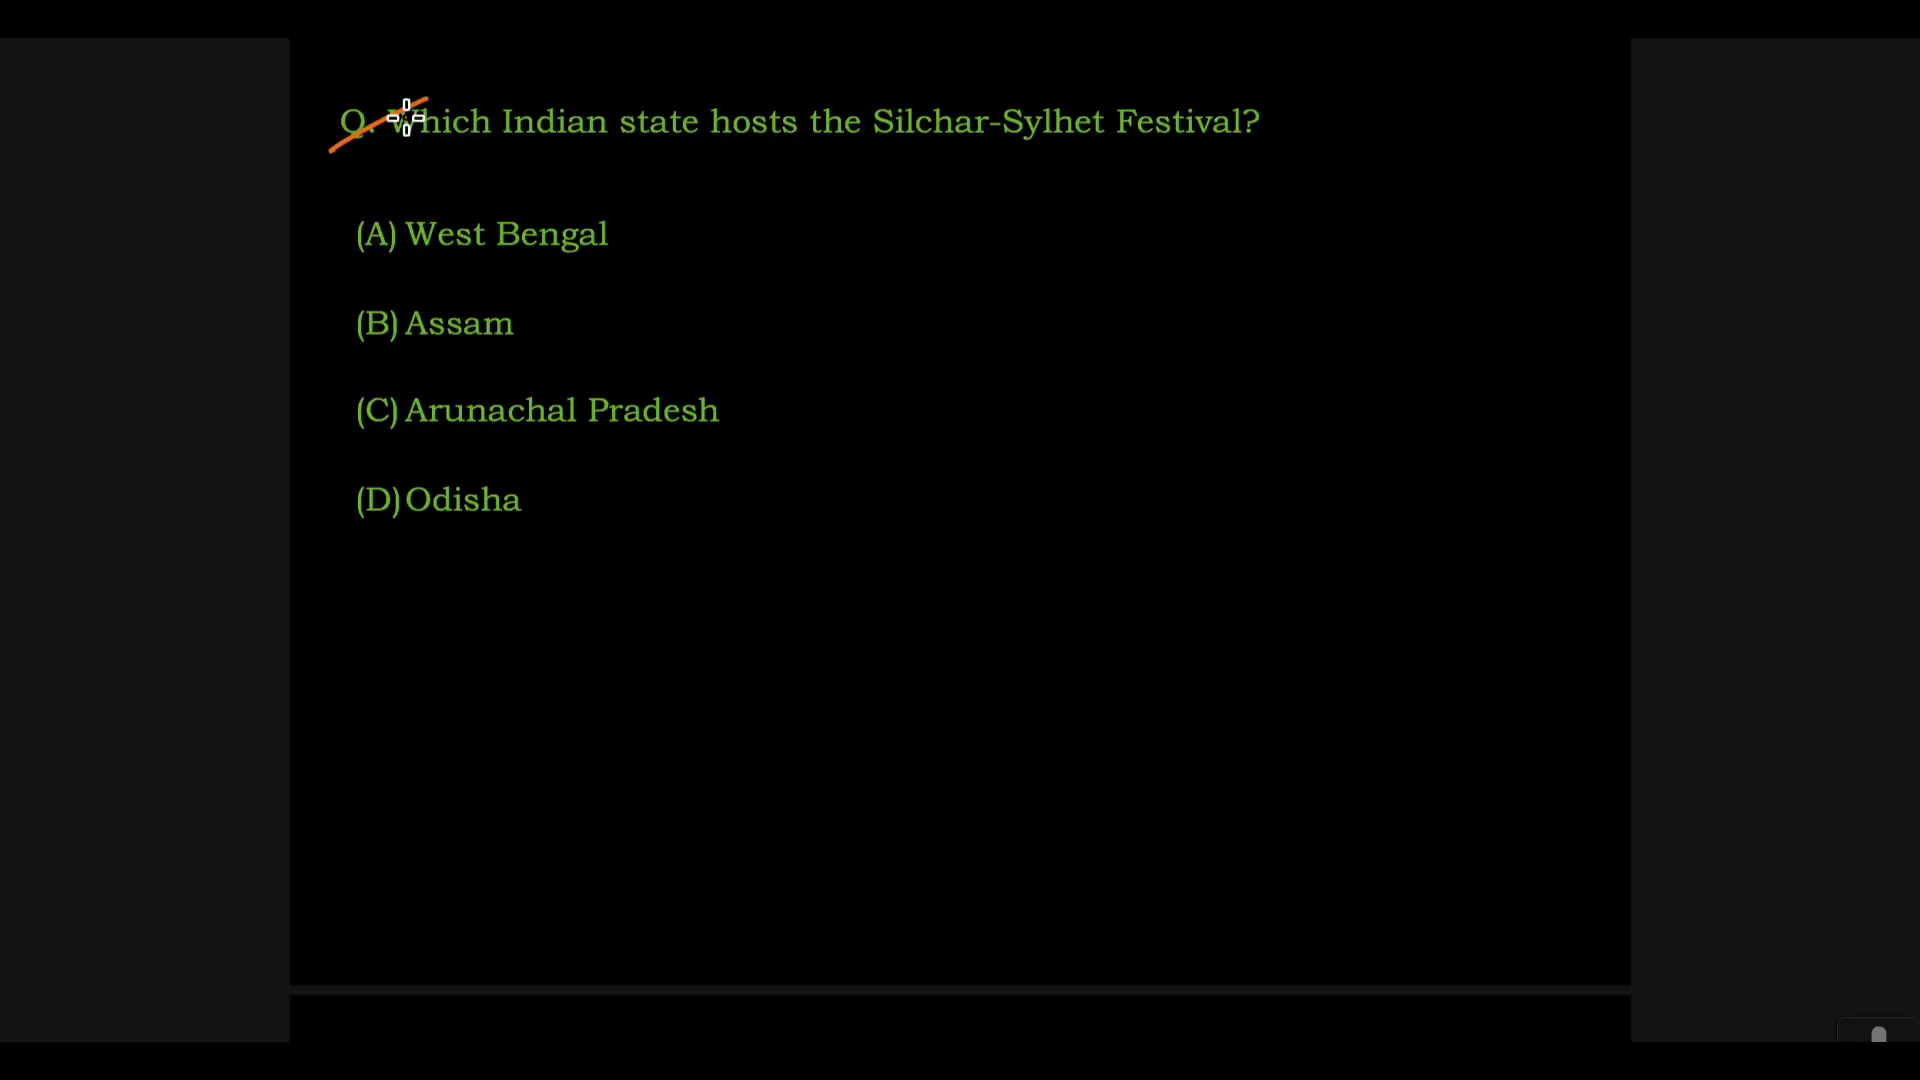 Q. Which Indian state hosts the Silchar-Sylhet Festival?
(A) West Bengal
(B) Assam
(C) Arunachal Pradesh
(D) Odisha